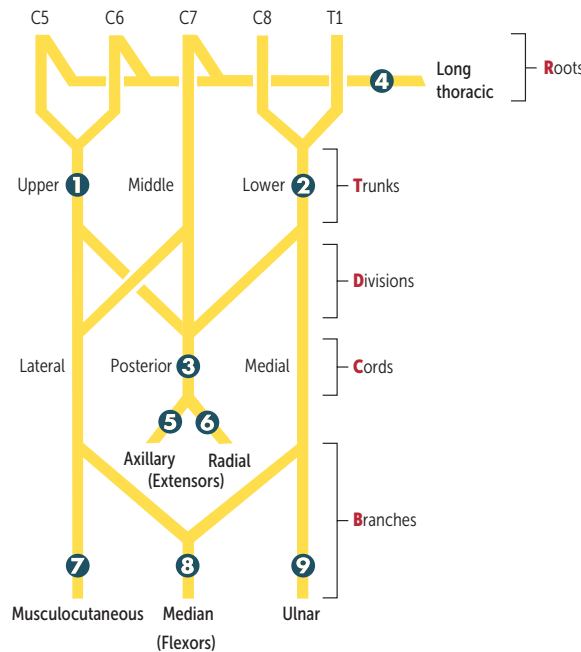 C5 C6 C7 C8 T1
4 Long
thoracic
Roots
Upper 1 Middle Lower 2 Trunks
Divisions
Lateral Posterior 3 Medial Cords
5 6
Axillary Radial
(Extensors)
Branches
7 8 9
Musculocutaneous Median Ulnar
(Flexors)